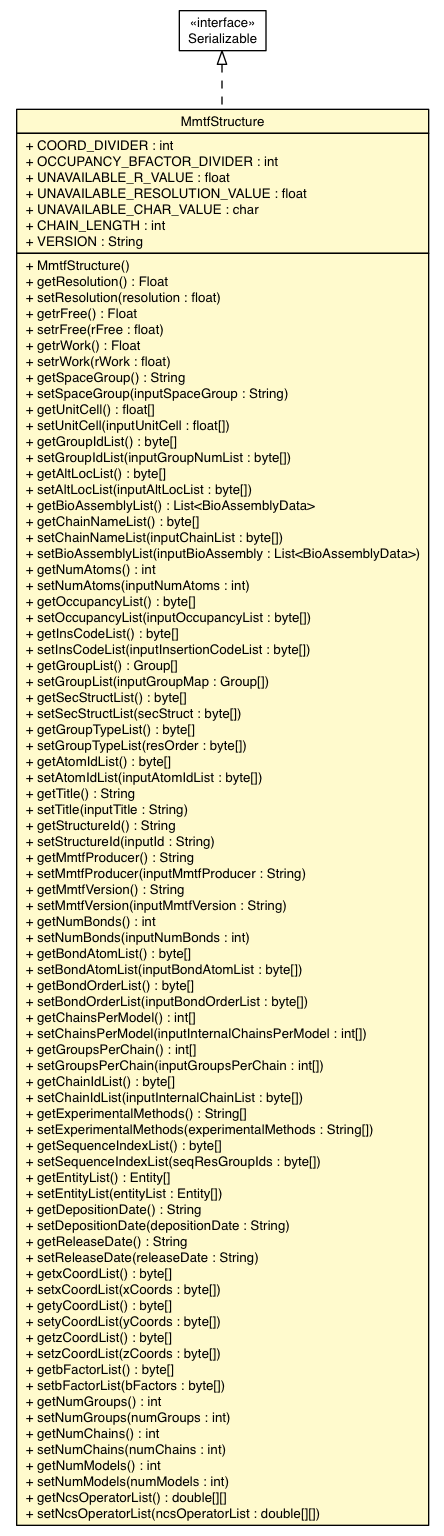 «interface»
Serializable
MmtfStructure
+ COORD_DIVIDER : int
+ OCCUPANCY_BFACTOR_DIVIDER : int
+ UNAVAILABLE_R_VALUE : float
+ UNAVAILABLE_RESOLUTION_VALUE : float
+ UNAVAILABLE_CHAR_VALUE : char
+ CHAIN_LENGTH : int
+ VERSION : String
+ MmtfStructure()
+ getResolution() : Float
+ setResolution(resolution : float)
+ getrFree() : Float
+ setrFree(rFree : float)
+ getrWork() : Float
+ setrWork(rWork : float)
+ getSpaceGroup() : String
+ setSpaceGroup(inputSpaceGroup : String)
+ getUnitCell() : float[]
+ setUnitCell(inputUnitCell : float[])
+ getGroupIdList() : byte[]
+ setGroupIdList(inputGroupNumList : byte[])
+ getAltLocList() : byte[]
+ setAltLocList(inputAltLocList : byte[])
+ getBioAssemblyList() : List<BioAssemblyData>
+ getChainNameList() : byte[]
+ setChainNameList(inputChainList : byte[])
+ setBioAssemblyList(inputBioAssembly : List<BioAssemblyData>)
+ getNumAtoms() : int
+ setNumAtoms(inputNumAtoms : int)
+ getOccupancyList() : byte[]
+ setOccupancyList(inputOccupancyList : byte[])
+ getInsCodeList() : byte[]
+ setInsCodeList(inputInsertionCodeList : byte[])
+ getGroupList() : Group[]
+ setGroupList(inputGroupMap : Group[])
+ getSecStructList() : byte[]
+ setSecStructList(secStruct : byte[])
+ getGroupTypeList() : byte[]
+ setGroupTypeList(resOrder : byte[])
+ getAtomIdList() : byte[]
+ setAtomIdList(inputAtomIdList : byte[])
+ getTitle() : String
+ setTitle(inputTitle : String)
+ getStructureId() : String
+ setStructureId(inputId : String)
+ getMmtfProducer() : String
+ setMmtfProducer(inputMmtfProducer : String)
+ getMmtfVersion() : String
+ setMmtfVersion(inputMmtfVersion : String)
+ getNumBonds() : int
+ setNumBonds(inputNumBonds : int)
+ getBondAtomList() : byte[]
+ setBondAtomList(inputBondAtomList : byte[])
+ getBondOrderList() : byte[]
+ setBondOrderList(inputBondOrderList : byte[])
+ getChainsPerModel() : int[]
+ setChainsPerModel(inputInternalChainsPerModel : int[])
+ getGroupsPerChain() : int[]
+ setGroupsPerChain(inputGroupsPerChain : int[])
+ getChainIdList() : byte[]
+ setChainIdList(inputInternalChainList : byte[])
+ getExperimentalMethods() : String[]
+ setExperimentalMethods(experimentalMethods : String[])
+ getSequenceIndexList() : byte[]
+ setSequenceIndexList(seqResGroupIds : byte[])
+ getEntityList() : Entity[]
+ setEntityList(entityList : Entity[])
+ getDepositionDate() : String
+ setDepositionDate(depositionDate : String)
+ getReleaseDate() : String
+ setReleaseDate(releaseDate : String)
+ getxCoordList() : byte[]
+ setxCoordList(xCoords : byte[])
+ getyCoordList() : byte[]
+ setyCoordList(yCoords : byte[])
+ getzCoordList() : byte[]
+ setzCoordList(zCoords : byte[])
+ getbFactorList() : byte[]
+ setbFactorList(bFactors : byte[])
+ getNumGroups() : int
+ setNumGroups(numGroups : int)
+ getNumChains() : int
+ setNumChains(numChains : int)
+ getNumModels() : int
+ setNumModels(numModels : int)
+ getNcsOperatorList() : double[][]
+ setNcsOperatorList(ncsOperatorList : double[][])